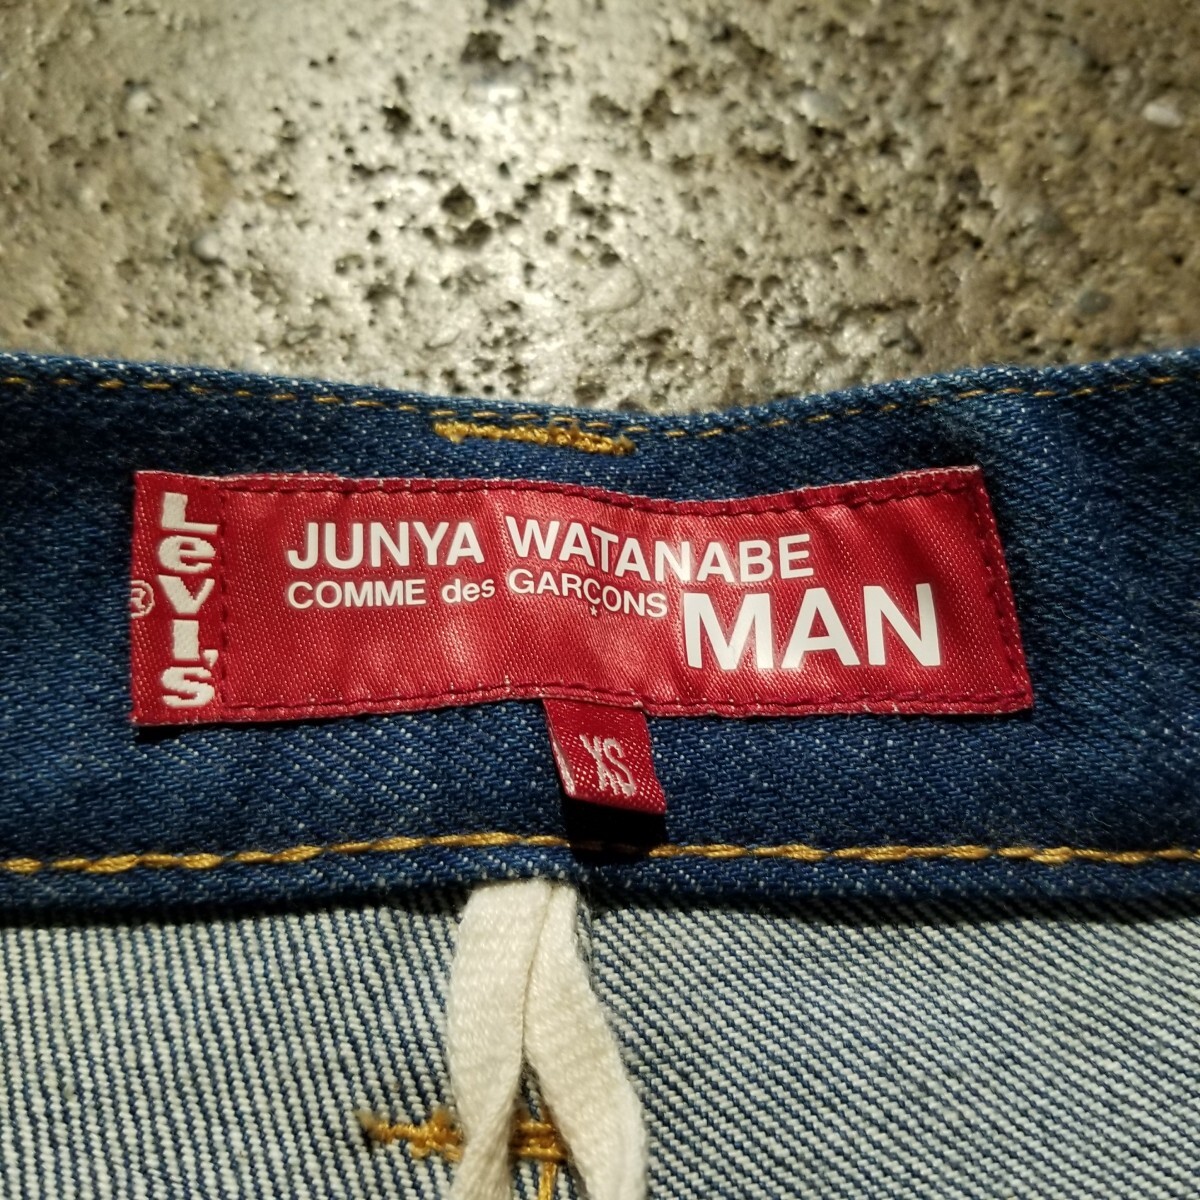 Levi's
®
JUNYA WATANABE
COMME des GARÇONS
MAN
XS